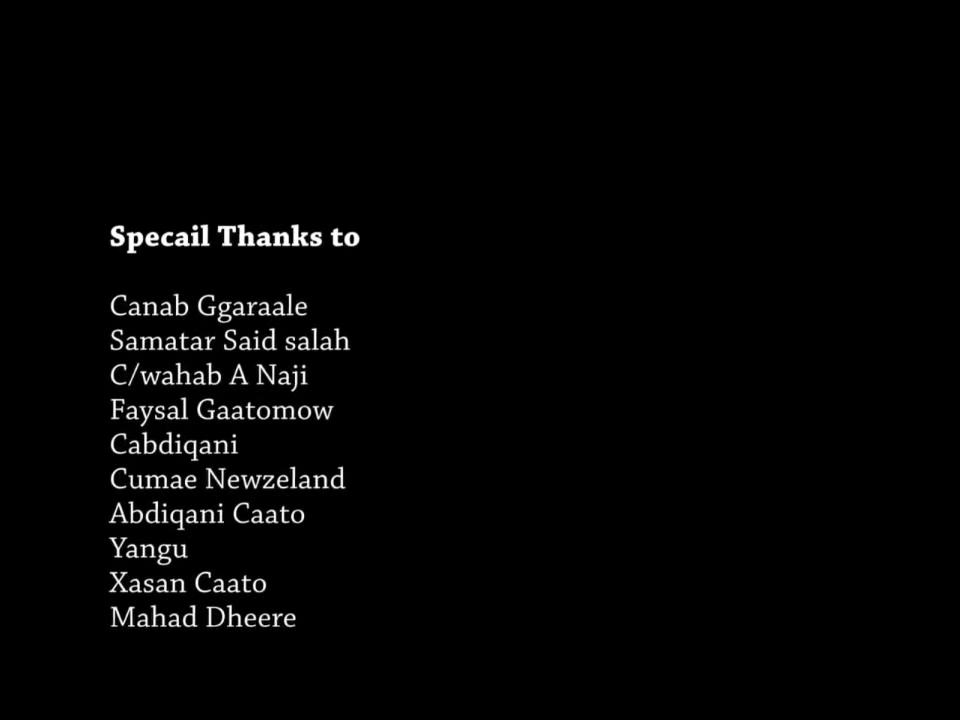 Specail Thanks to
Canab Ggaraale
Samatar Said salah
C/wahab A Naji
Faysal Gaatomow
Cabdiqani
Cumae Newzeland
Abdiqani Caato
Yangu
Xasan Caato
Mahad Dheere